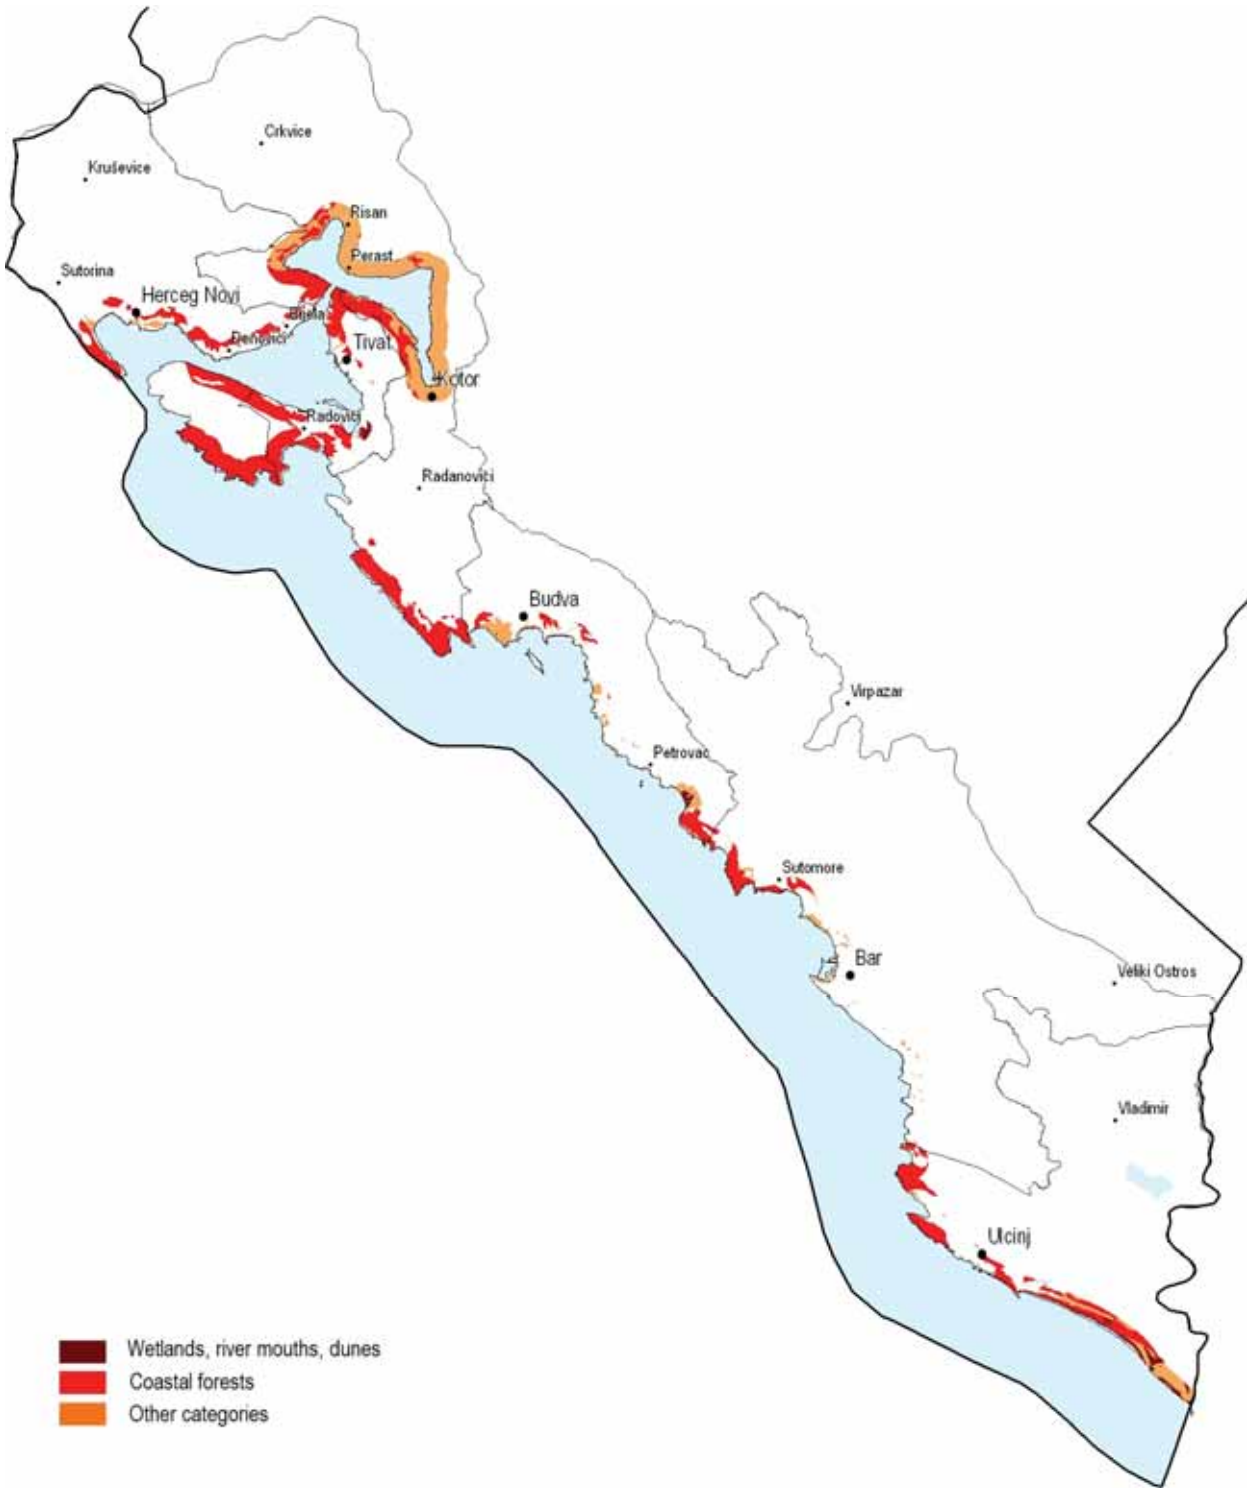 Crkvice
Kruševice
Risan
Perast
Sutorina
Herceg Novi
Bijela
Đenovići
Tivat
Kotor
Radovići
Radanovići
Budva
Virpazar
Petrovac
Sutomore
Bar
Veliki Ostros
Vladimir
Ulcinj
Wetlands, river mouths, dunes
Coastal forests
Other categories